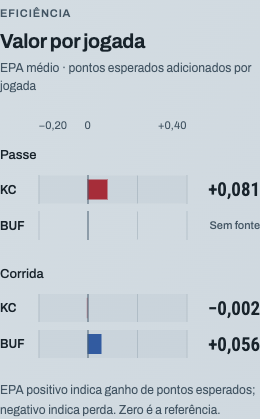 EFICIÊNCIA
Valor por jogada
EPA médio · pontos esperados adicionados por
jogada
−0,20 0 +0,40
Passe
KC +0,081
BUF Sem fonte
Corrida
KC −0,002
BUF +0,056
EPA positivo indica ganho de pontos esperados;
negativo indica perda. Zero é a referência.